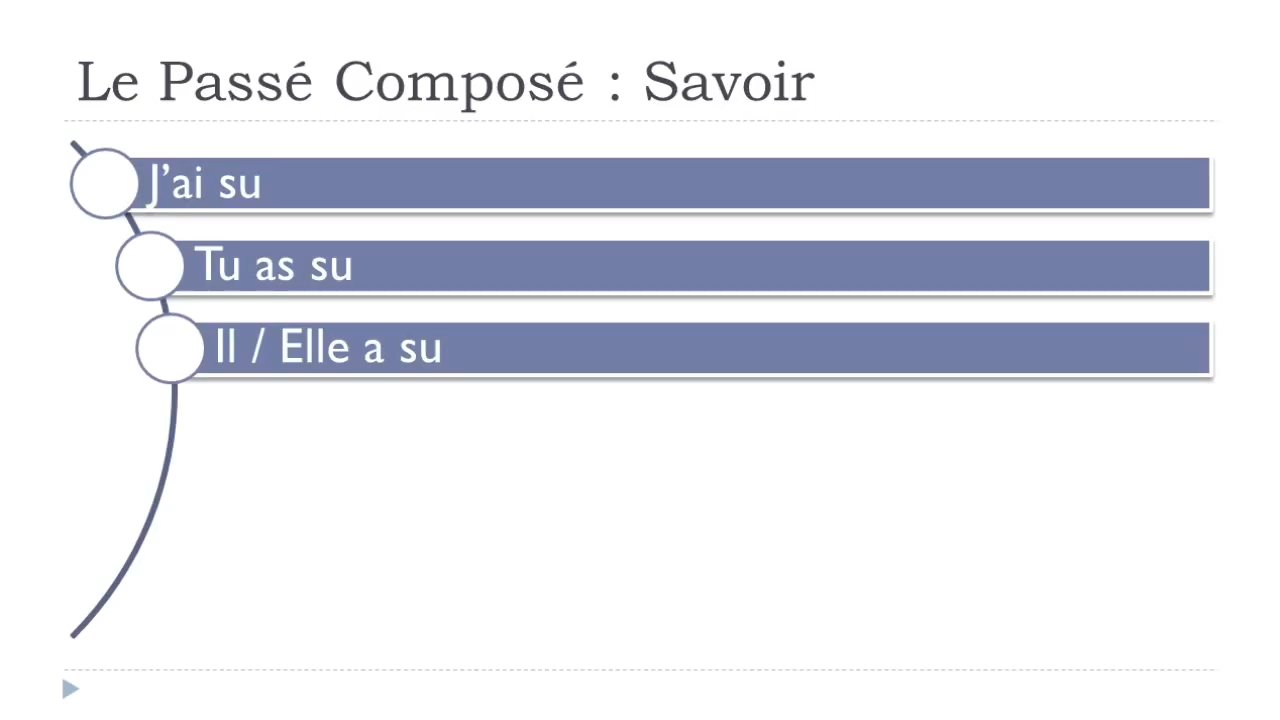 Le Passé Composé : Savoir
J’ai su
Tu as su
Il / Elle a su